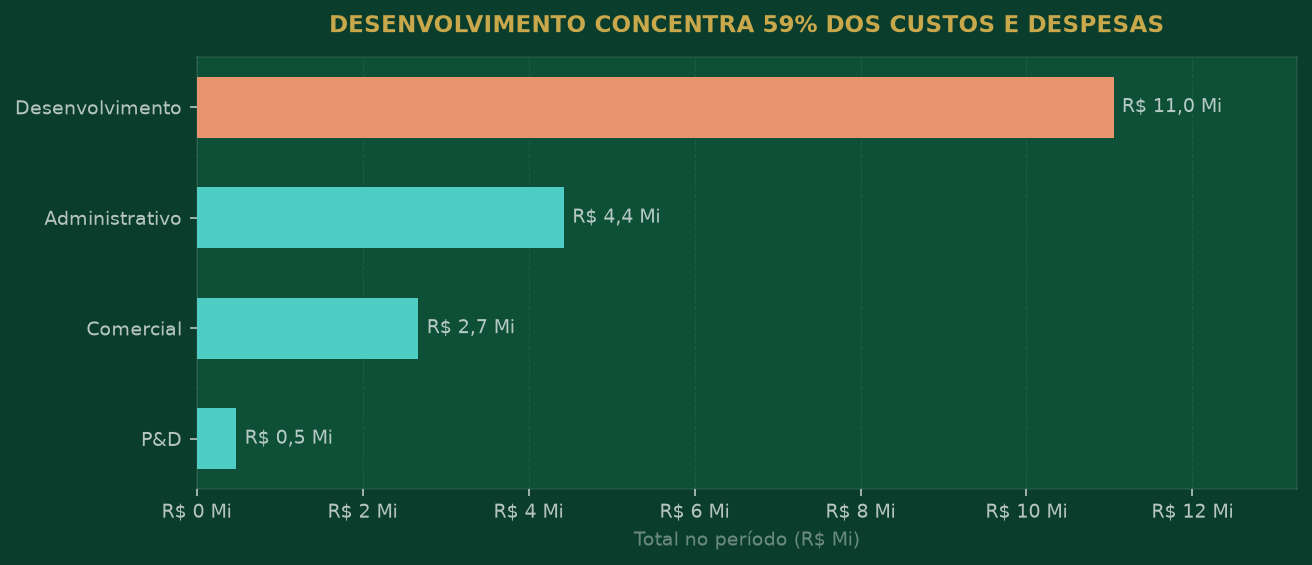 DESENVOLVIMENTO CONCENTRA 59% DOS CUSTOS E DESPESAS
Desenvolvimento R$ 11,0 Mi
Administrativo R$ 4,4 Mi
Comercial R$ 2,7 Mi
P&D R$ 0,5 Mi
R$ 0 Mi R$ 2 Mi R$ 4 Mi R$ 6 Mi R$ 8 Mi R$ 10 Mi R$ 12 Mi
Total no período (R$ Mi)